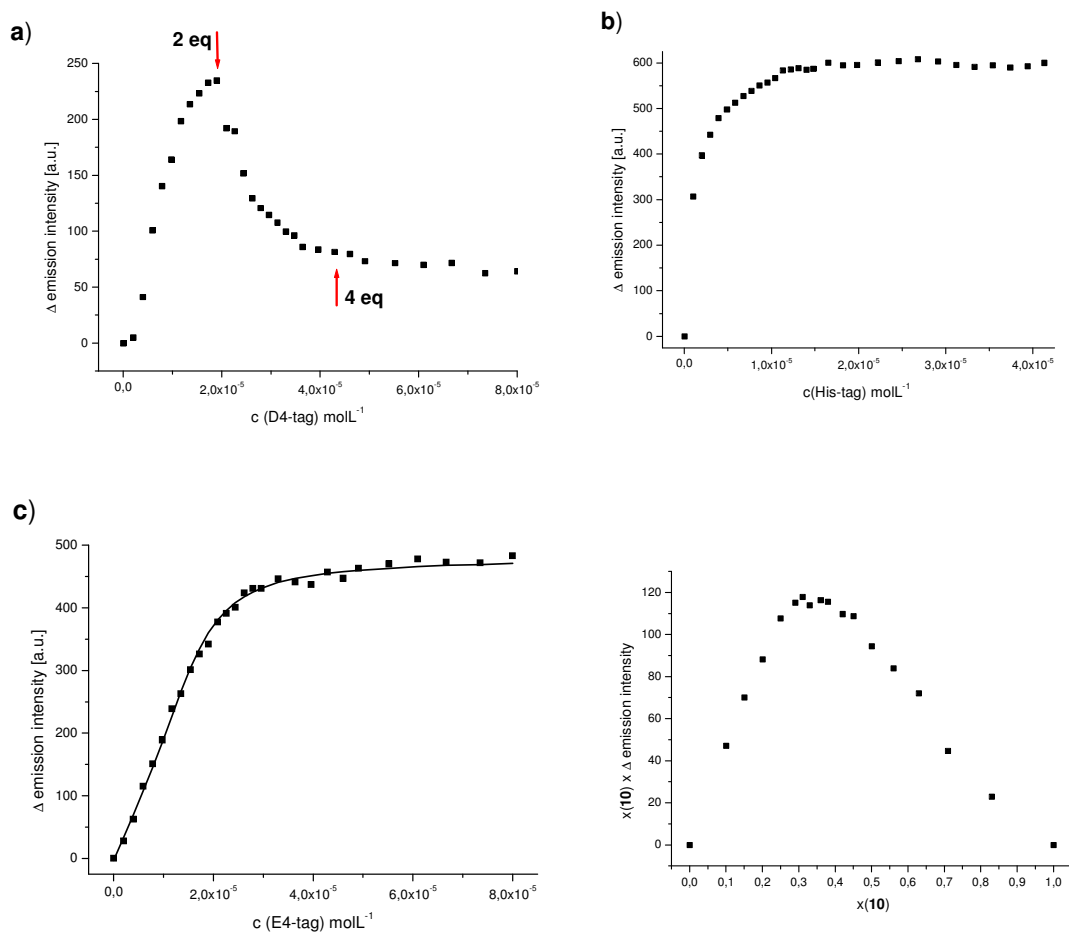 a)
2 eq
250
200
150
100
50
0
Δ emission intensity [a.u.]
4 eq
0,0 2,0x10⁻⁵ 4,0x10⁻⁵ 6,0x10⁻⁵ 8,0x10⁻⁵
c (D4-tag) molL⁻¹
b)
600
500
400
300
200
100
0
Δ emission intensity [a.u.]
0,0 1,0x10⁻⁵ 2,0x10⁻⁵ 3,0x10⁻⁵ 4,0x10⁻⁵
c(His-tag) molL⁻¹
c)
500
400
300
200
100
0
Δ emission intensity [a.u.]
0,0 2,0x10⁻⁵ 4,0x10⁻⁵ 6,0x10⁻⁵ 8,0x10⁻⁵
c (E4-tag) molL⁻¹
120
100
80
60
40
20
0
x(10) x Δ emission intensity
0,0 0,1 0,2 0,3 0,4 0,5 0,6 0,7 0,8 0,9 1,0
x(10)